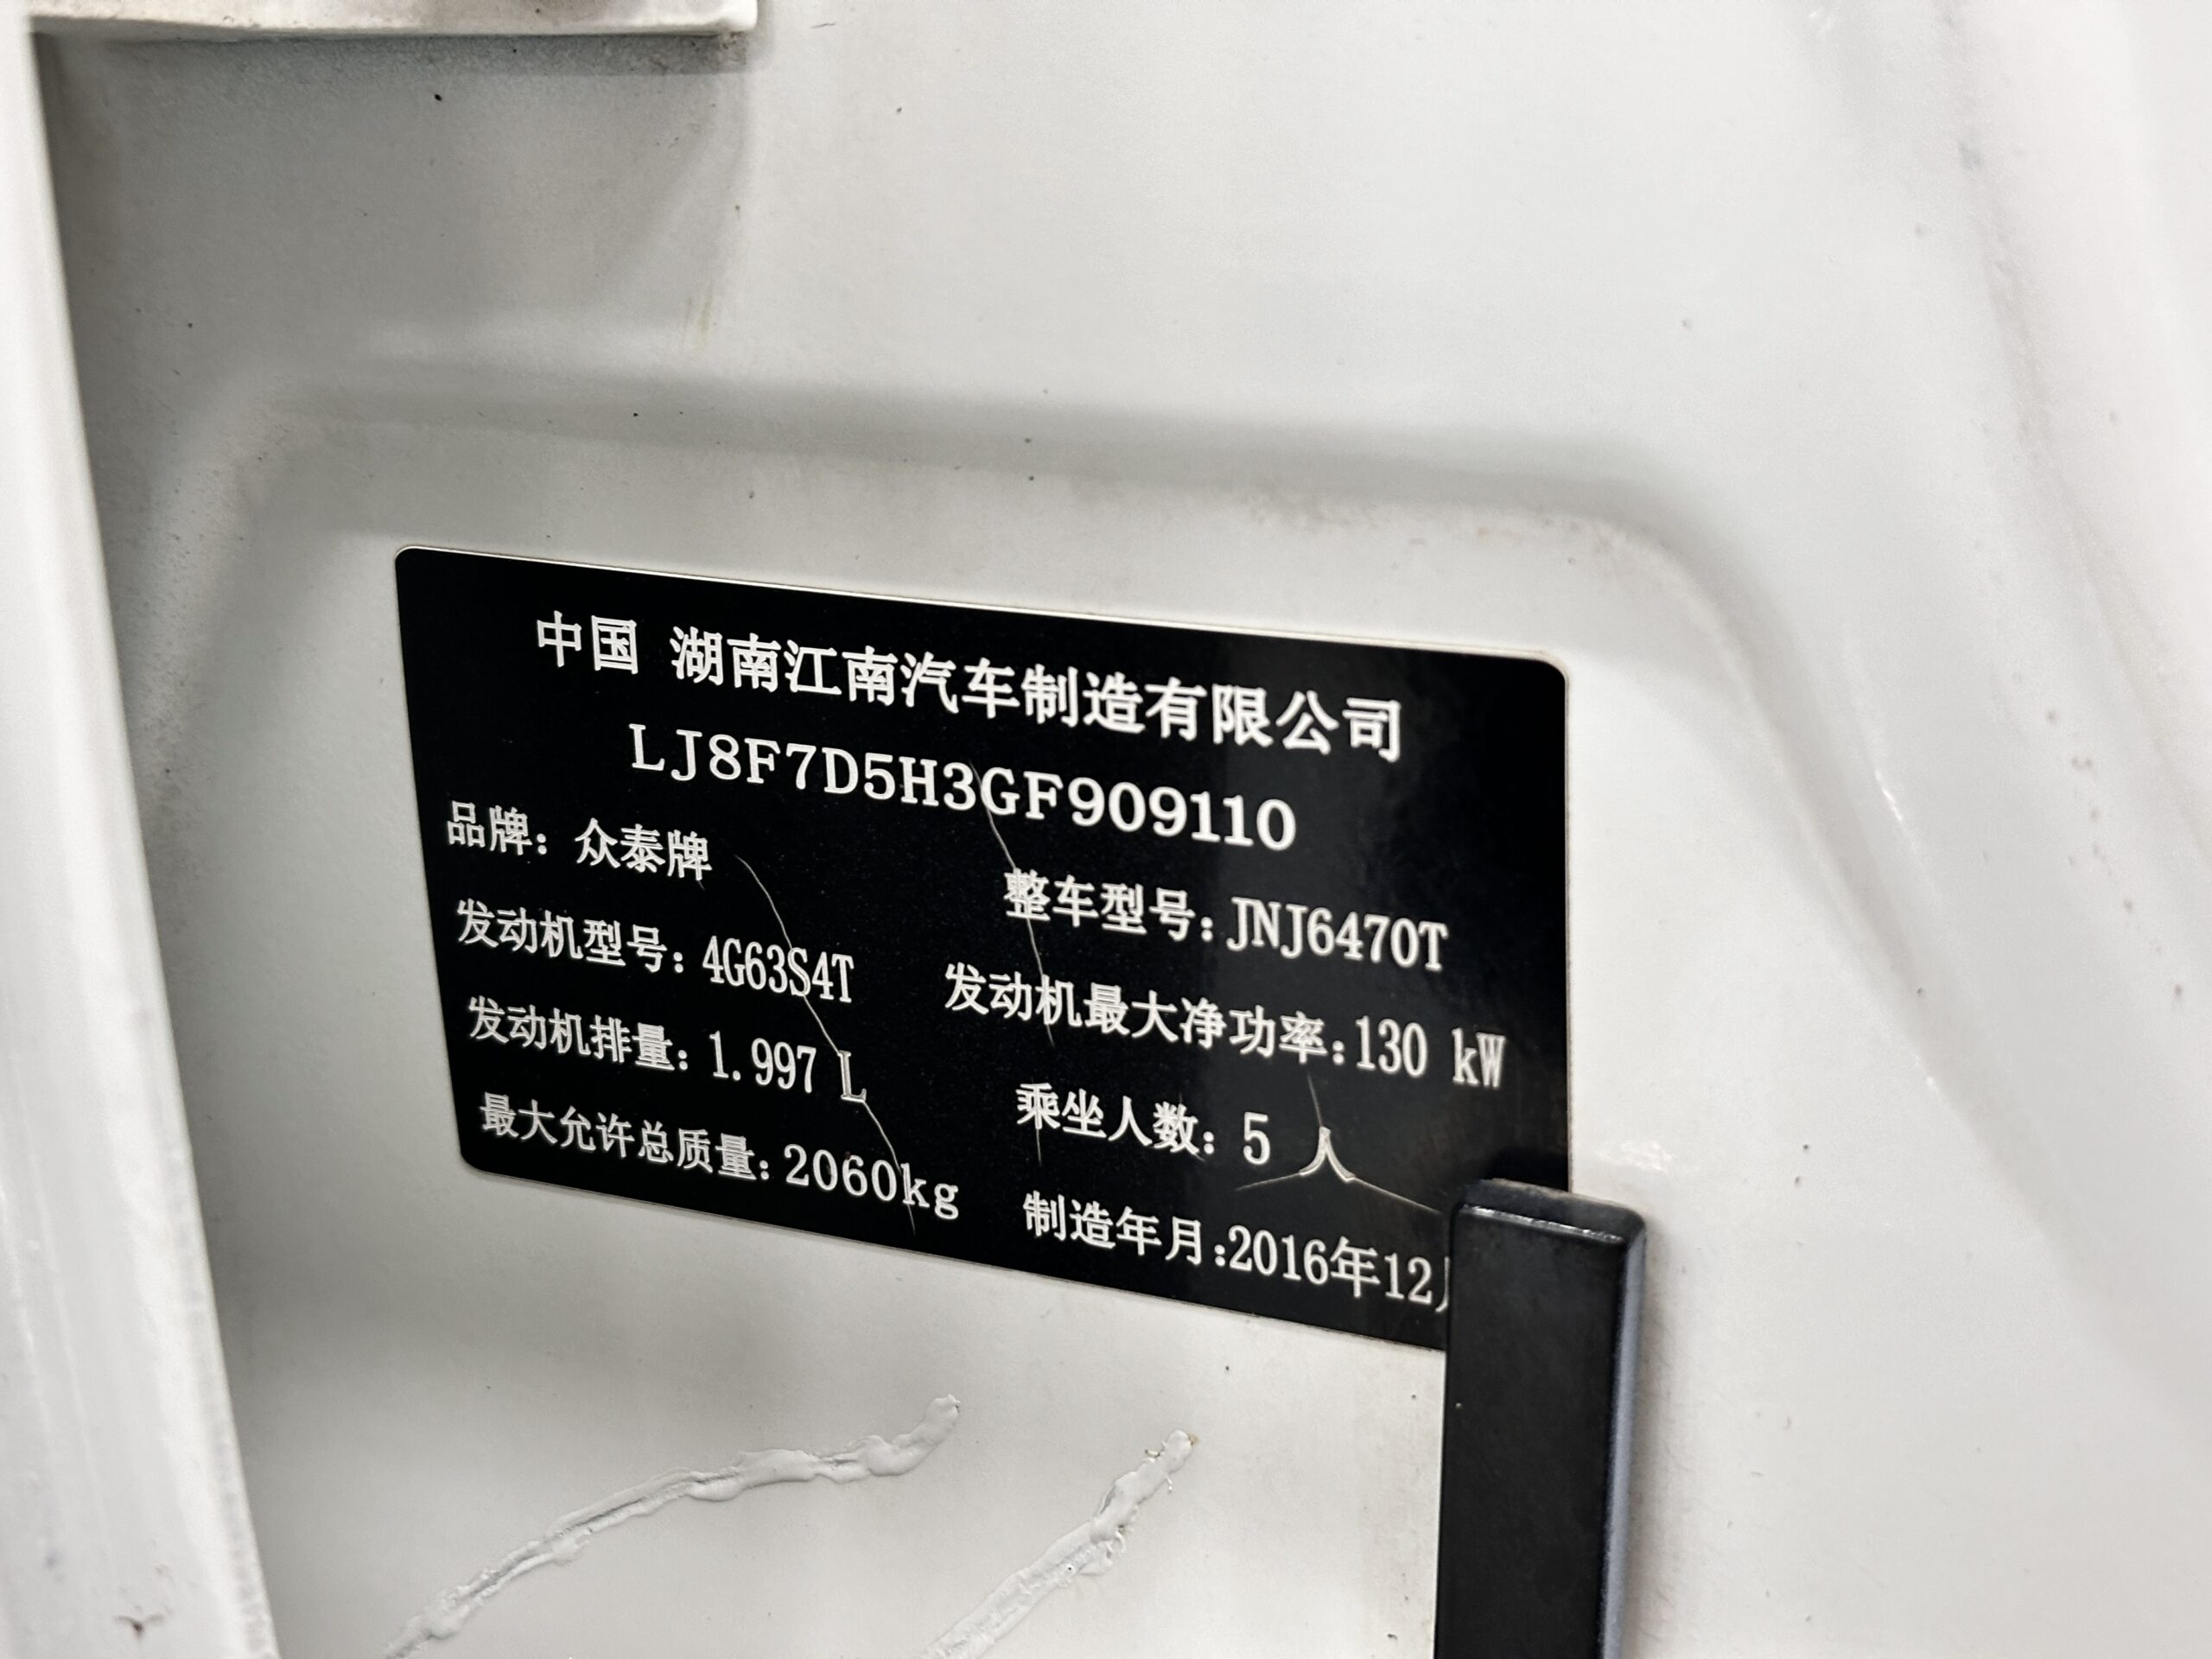 中国 湖南江南汽车制造有限公司
LJ8F7D5H3GF909110
品牌：众泰牌 整车型号：JNJ6470T
发动机型号：4G63S4T 发动机最大净功率：130 kW
发动机排量：1.997 L 乘坐人数：5 人
最大允许总质量：2060kg 制造年月：2016年12